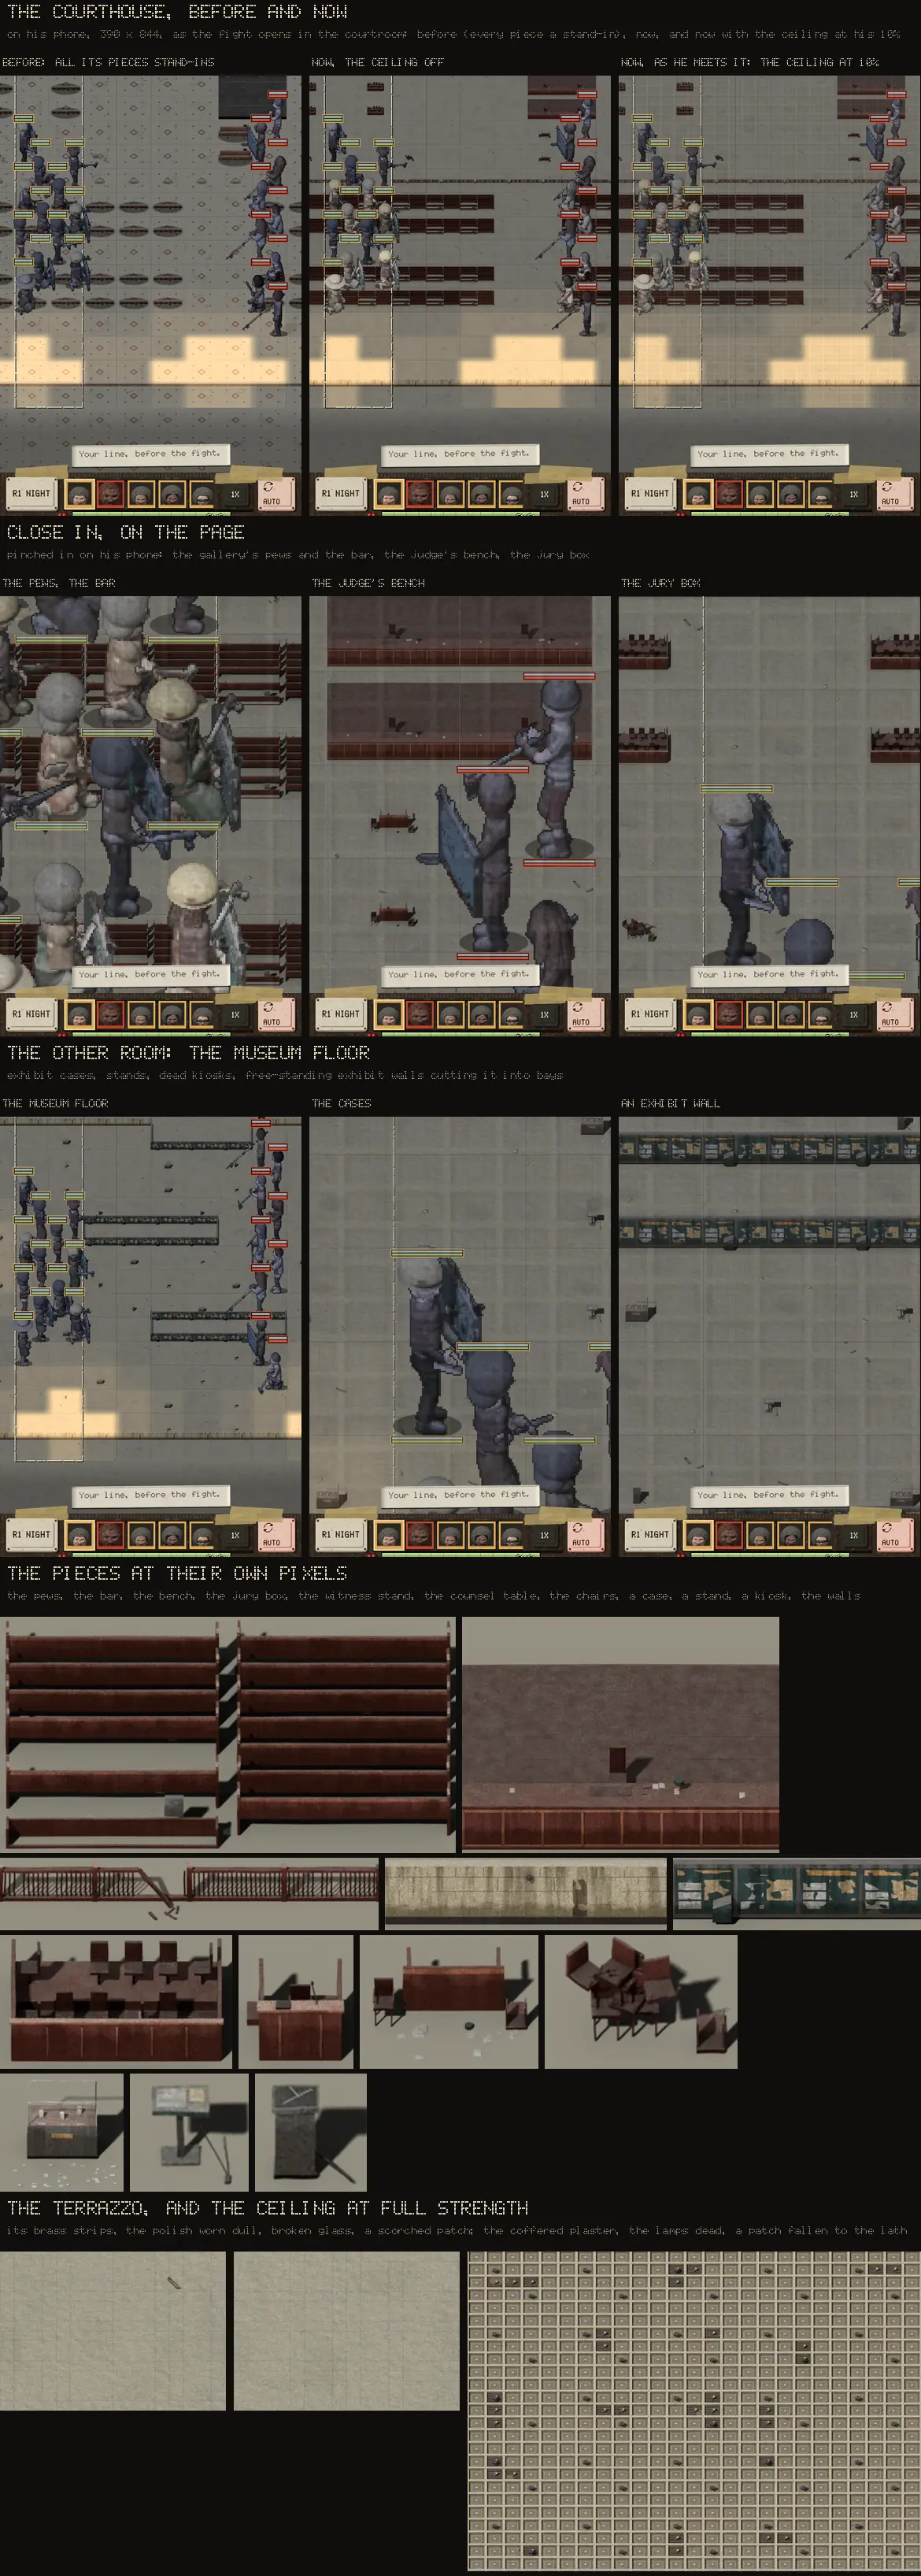 THE COURTHOUSE, BEFORE AND NOW
on his phone, 390 x 844, as the fight opens in the courtroom: before (every piece a stand-in), now, and now with the ceiling at his 10%
BEFORE: ALL ITS PIECES STAND-INS
NOW, THE CEILING OFF
NOW, AS HE MEETS IT: THE CEILING AT 10%
Your line, before the fight.
Your line, before the fight.
Your line, before the fight.
R1 NIGHT
1X
AUTO
R1 NIGHT
1X
AUTO
R1 NIGHT
1X
AUTO
CLOSE IN, ON THE PAGE
pinched in on his phone: the gallery's pews and the bar, the judge's bench, the jury box
THE PEWS, THE BAR
THE JUDGE'S BENCH
THE JURY BOX
Your line, before the fight.
Your line, before the fight.
Your line, before the fight.
R1 NIGHT
1X
AUTO
R1 NIGHT
1X
AUTO
R1 NIGHT
1X
AUTO
THE OTHER ROOM: THE MUSEUM FLOOR
exhibit cases, stands, dead kiosks, free-standing exhibit walls cutting it into bays
THE MUSEUM FLOOR
THE CASES
AN EXHIBIT WALL
Your line, before the fight.
Your line, before the fight.
Your line, before the fight.
R1 NIGHT
1X
AUTO
R1 NIGHT
1X
AUTO
R1 NIGHT
1X
AUTO
THE PIECES AT THEIR OWN PIXELS
the pews, the bar, the bench, the jury box, the witness stand, the counsel table, the chairs, a case, a stand, a kiosk, the walls
THE TERRAZZO, AND THE CEILING AT FULL STRENGTH
its brass strips, the polish worn dull, broken glass, a scorched patch; the coffered plaster, the lamps dead, a patch fallen to the lath